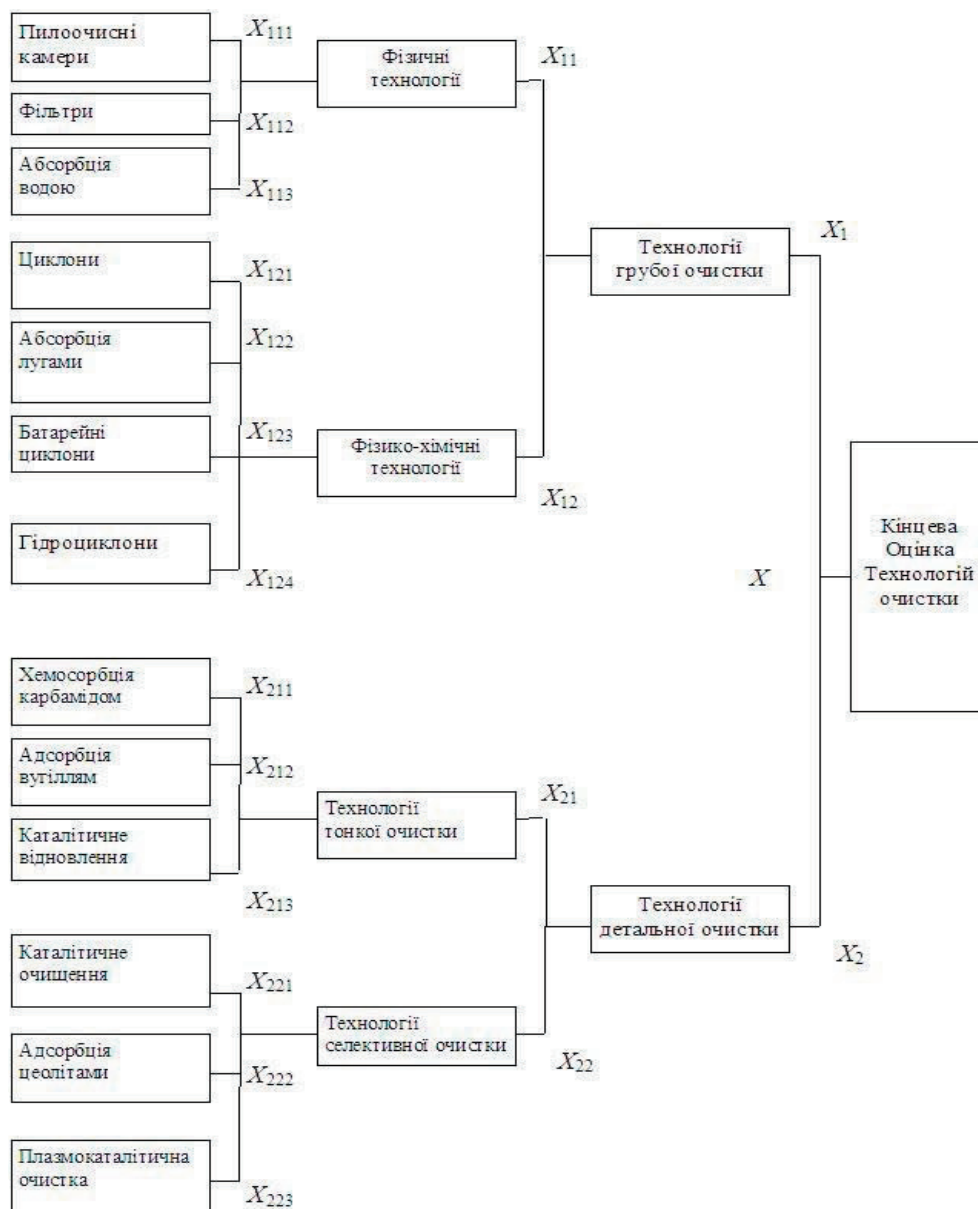 Пилоочисні
камери
X111
Фізичні
технології
X11
Фільтри
X112
Абсорбція
водою
X113
Циклони
X121
Технології
грубої очистки
X1
Абсорбція
лугами
X122
Батарейні
циклони
X123
Фізико-хімічні
технології
X12
Гідроциклони
X124
X
Кінцева
Оцінка
Технологій
очистки
Хемосорбція
карбамідом
X211
Адсорбція
вугіллям
X212
Технології
тонкої очистки
X21
Каталітичне
відновлення
X213
Технології
детальної очистки
X2
Каталітичне
очищення
X221
Технології
селективної очистки
X22
Адсорбція
цеолітами
X222
Плазмокаталітична
очистка
X223